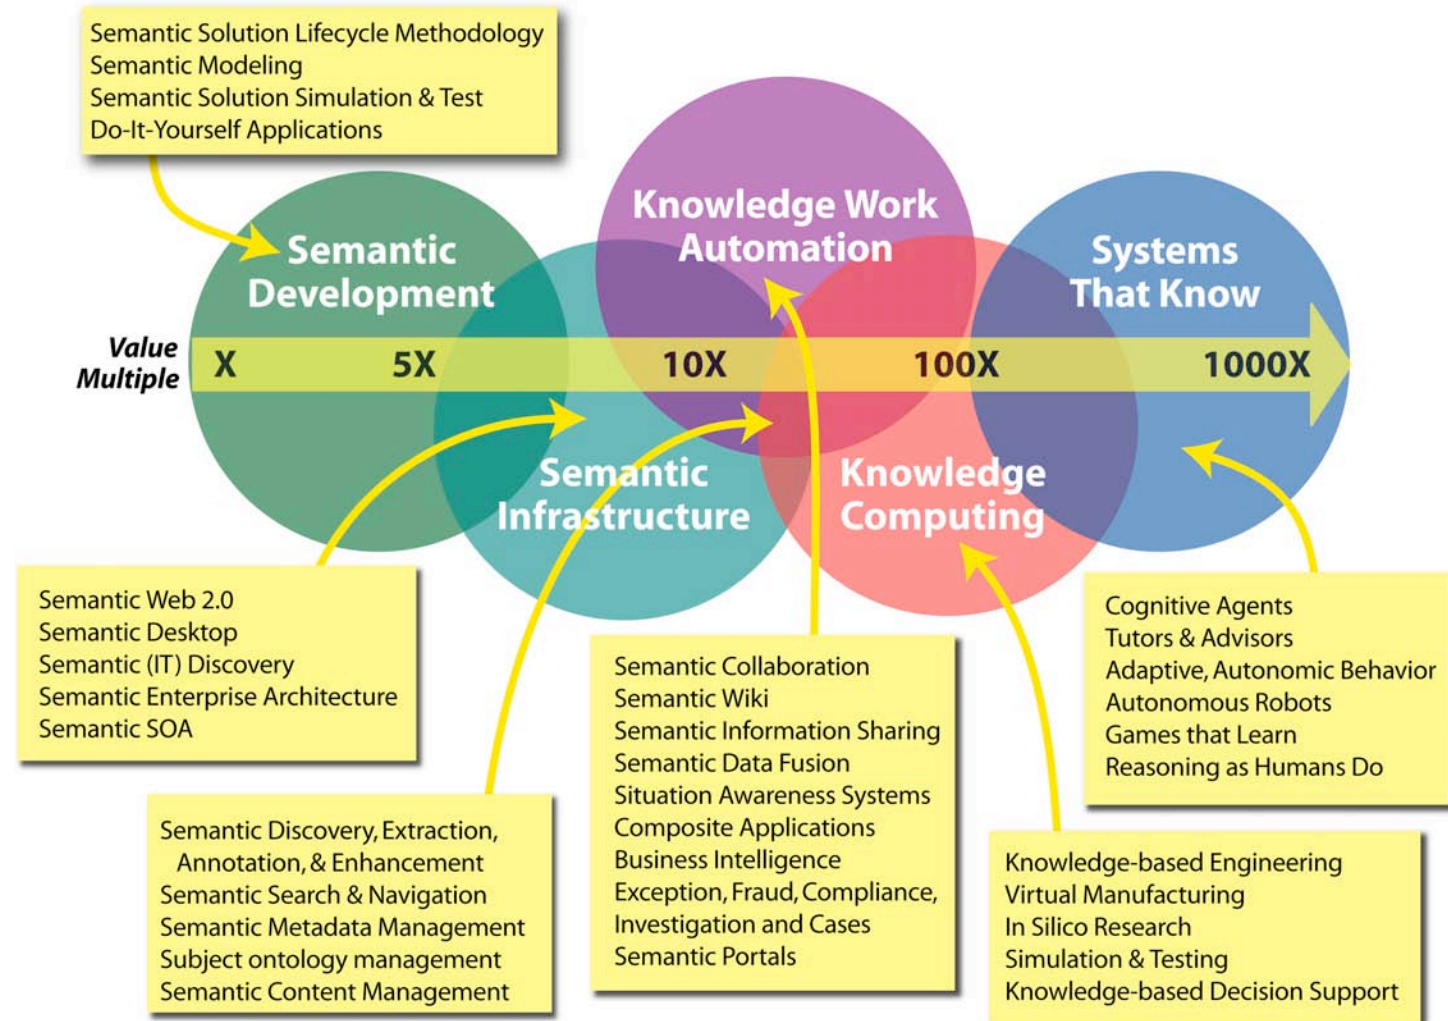 Semantic Solution Lifecycle Methodology
Semantic Modeling
Semantic Solution Simulation & Test
Do-It-Yourself Applications
Semantic
Development
Knowledge Work
Automation
Systems
That Know
Value
Multiple
X 5X 10X 100X 1000X
Semantic
Infrastructure
Knowledge
Computing
Semantic Web 2.0
Semantic Desktop
Semantic (IT) Discovery
Semantic Enterprise Architecture
Semantic SOA
Semantic Discovery, Extraction,
Annotation, & Enhancement
Semantic Search & Navigation
Semantic Metadata Management
Subject ontology management
Semantic Content Management
Semantic Collaboration
Semantic Wiki
Semantic Information Sharing
Semantic Data Fusion
Situation Awareness Systems
Composite Applications
Business Intelligence
Exception, Fraud, Compliance,
Investigation and Cases
Semantic Portals
Knowledge-based Engineering
Virtual Manufacturing
In Silico Research
Simulation & Testing
Knowledge-based Decision Support
Cognitive Agents
Tutors & Advisors
Adaptive, Autonomic Behavior
Autonomous Robots
Games that Learn
Reasoning as Humans Do